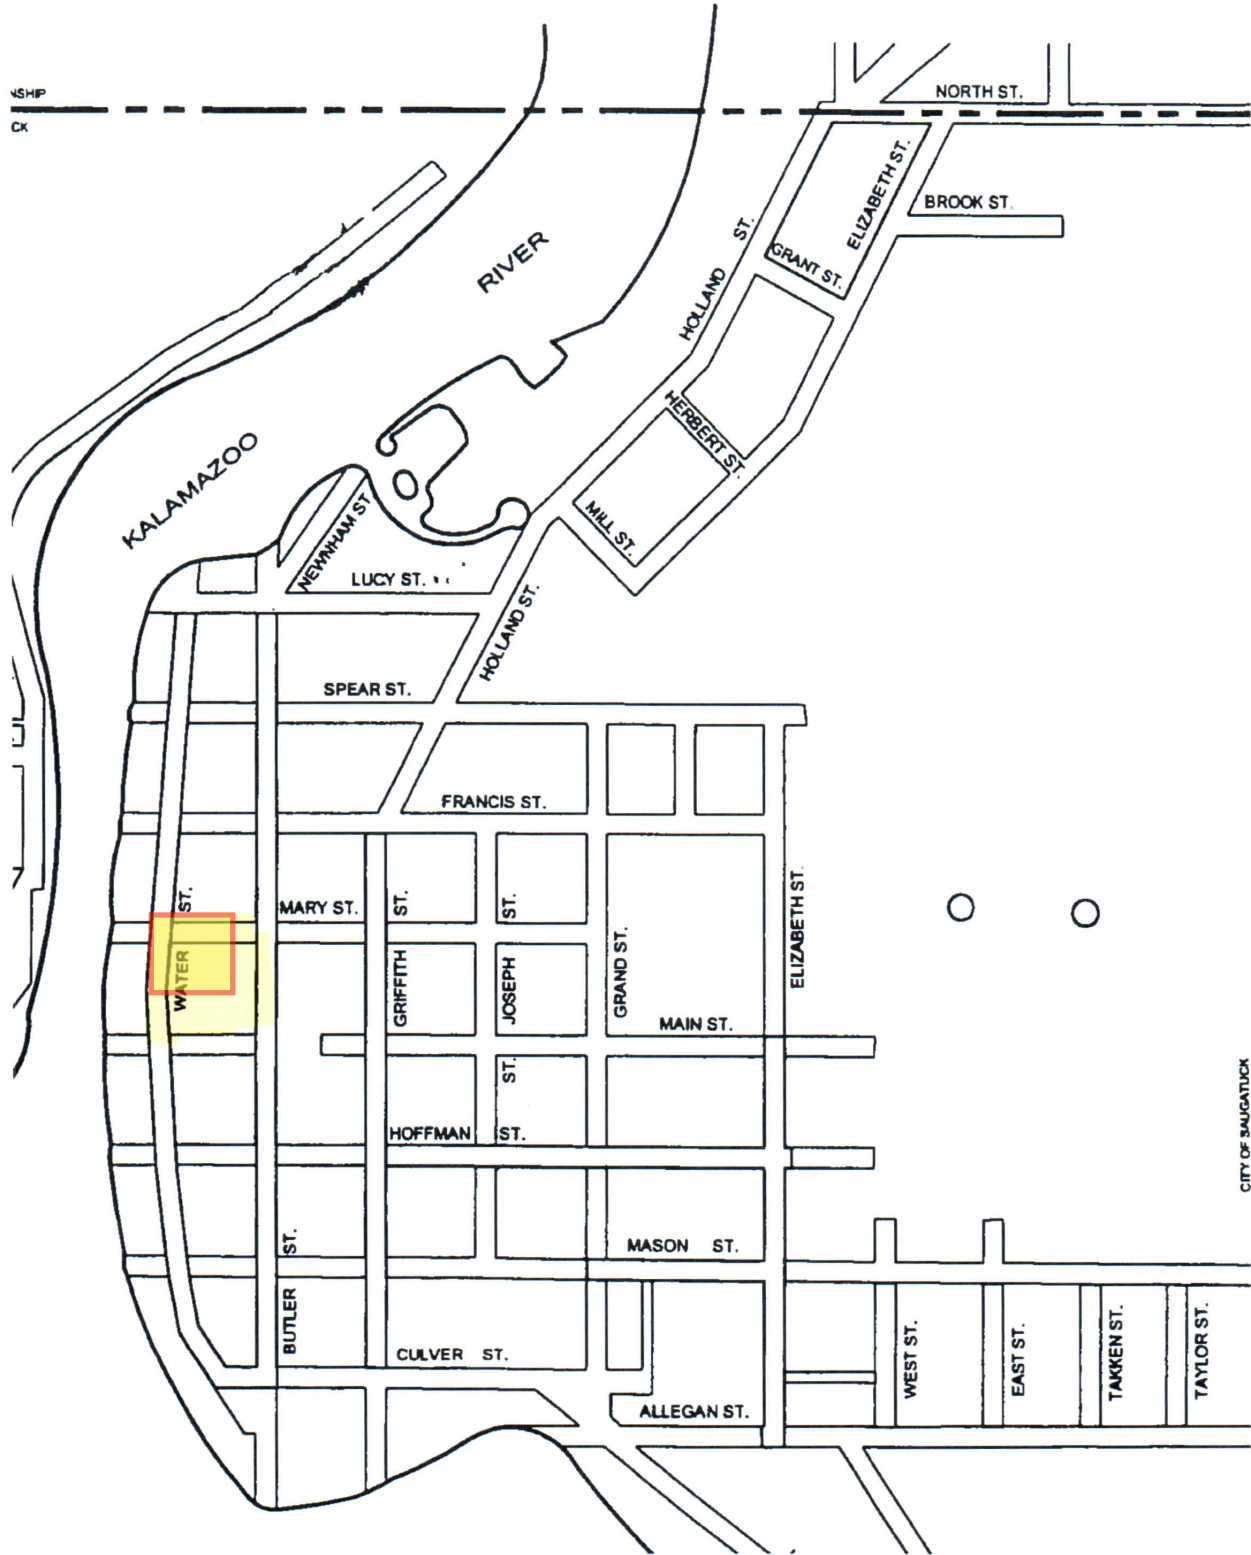 NORTH ST.
NSHIP
CK
ELIZABETH ST.
BROOK ST.
HOLLAND ST.
GRANT ST.
RIVER
KALAMAZOO
HERBERT ST.
MILL ST.
NEWNHAM ST
LUCY ST.
HOLLAND ST.
SPEAR ST.
FRANCIS ST.
7
WATER ST.
MARY ST.
GRIFFITH ST.
JOSEPH ST.
GRAND ST.
ELIZABETH ST.
MAIN ST.
ST.
HOFFMAN ST.
CITY OF SAUGATUCK
MASON ST.
BUTLER ST.
CULVER ST.
WEST ST.
EAST ST.
TAKKEN ST.
TAYLOR ST.
ALLEGAN ST.